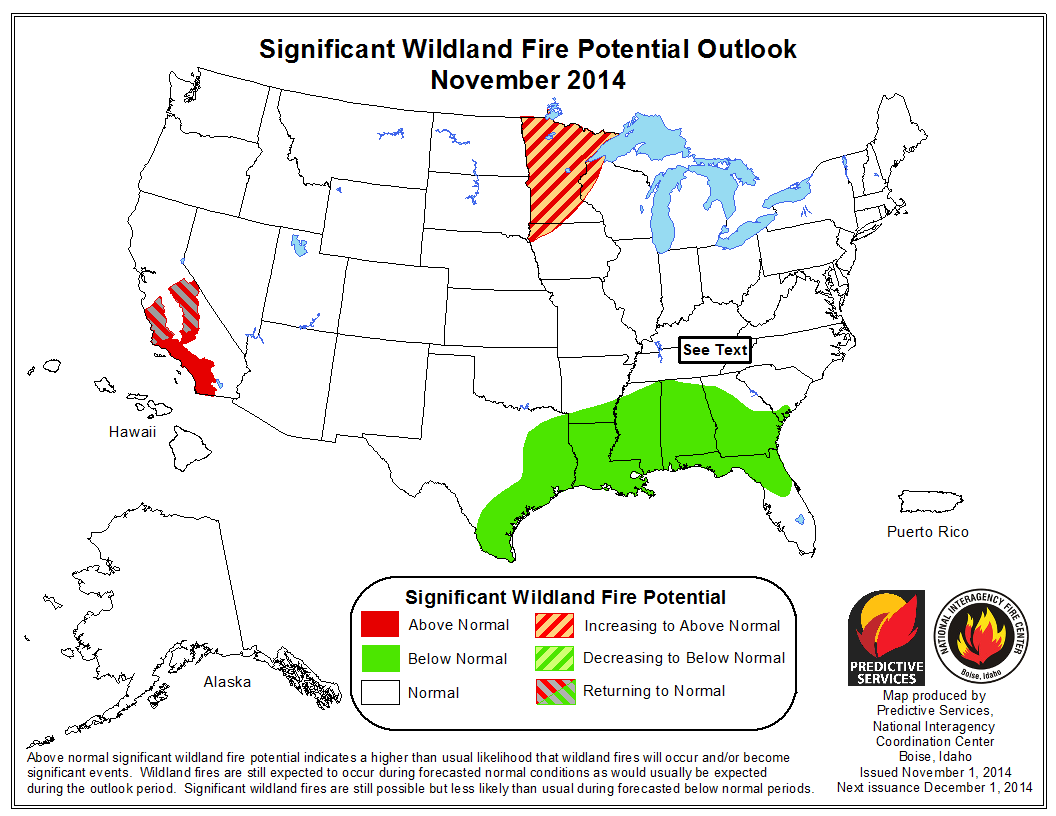 Significant Wildland Fire Potential Outlook
November 2014
See Text
Hawaii
Puerto Rico
Alaska
Significant Wildland Fire Potential
Above Normal
Increasing to Above Normal
Below Normal
Decreasing to Below Normal
Normal
Returning to Normal
PREDICTIVE
SERVICES
NATIONAL INTERAGENCY FIRE CENTER
Boise, Idaho
Map produced by
Predictive Services,
National Interagency
Coordination Center
Boise, Idaho
Issued November 1, 2014
Next issuance December 1, 2014
Above normal significant wildland fire potential indicates a higher than usual likelihood that wildland fires will occur and/or become
significant events.  Wildland fires are still expected to occur during forecasted normal conditions as would usually be expected
during the outlook period.  Significant wildland fires are still possible but less likely than usual during forecasted below normal periods.